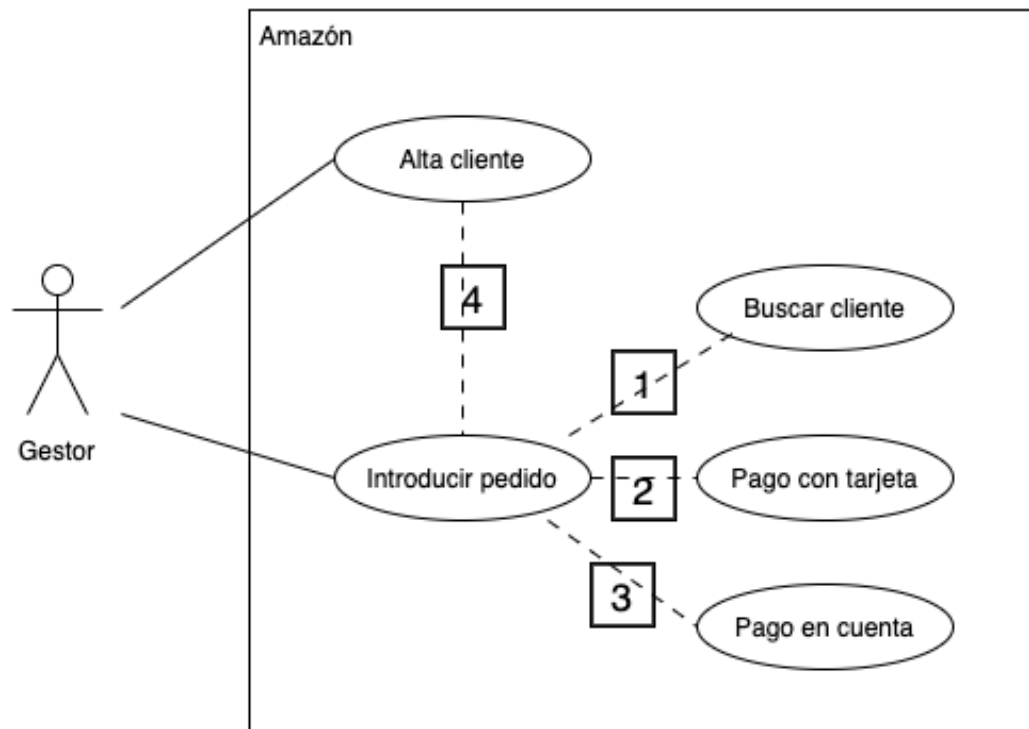 Amazón
Alta cliente
4
Buscar cliente
1
Gestor
Introducir pedido
2
Pago con tarjeta
3
Pago en cuenta